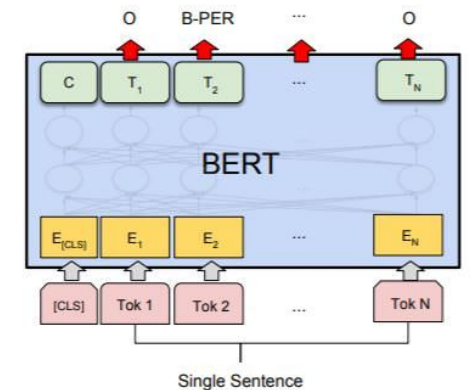 O B-PER ... O
C T1 T2 ... TN
BERT
E[CLS] E1 E2 ... EN
[CLS] Tok 1 Tok 2 ... Tok N
Single Sentence